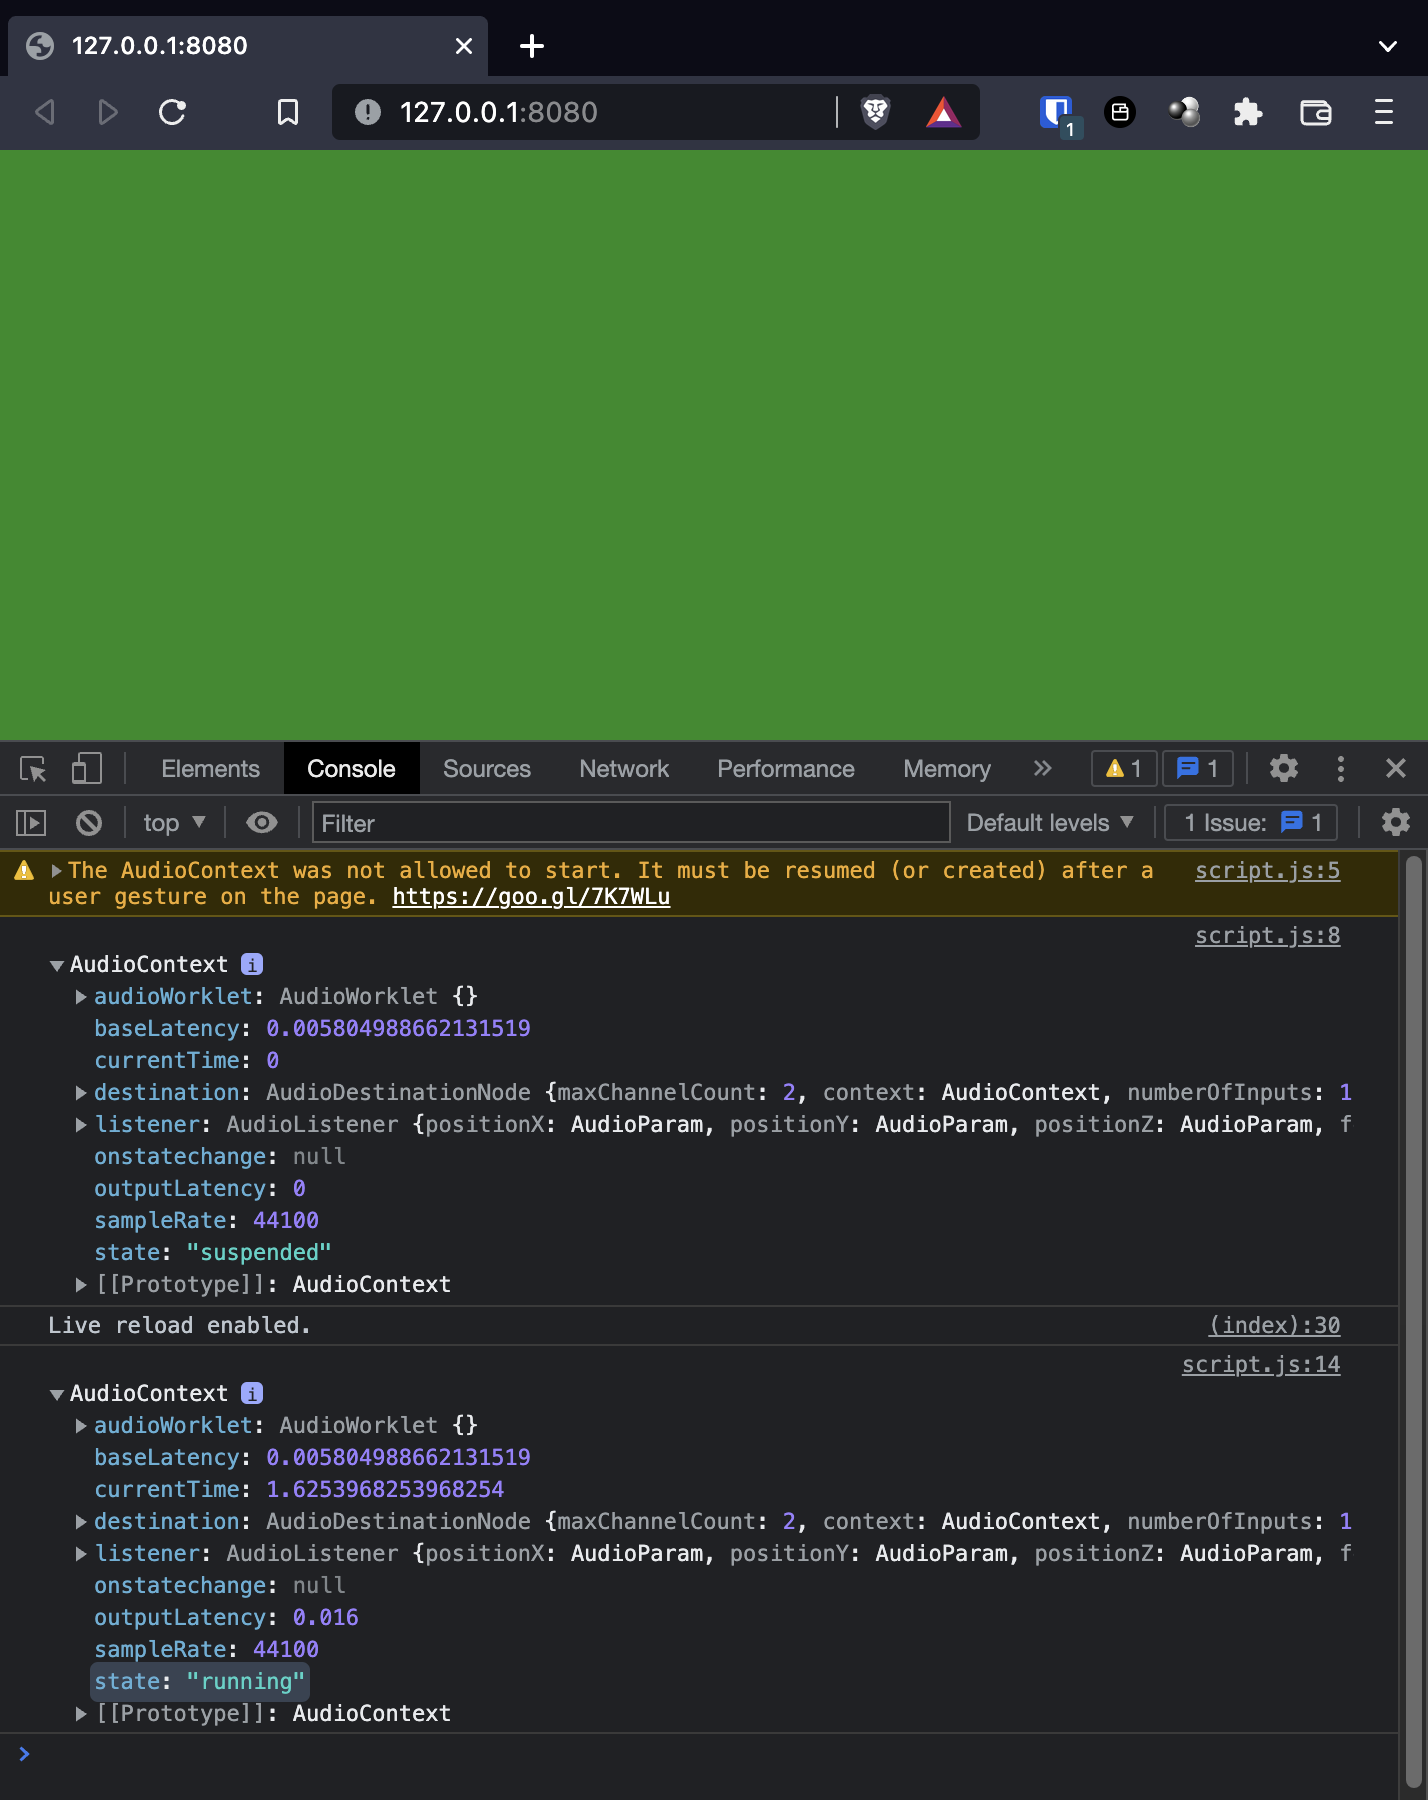 127.0.0.1:8080
127.0.0.1:8080
1
Elements Console Sources Network Performance Memory 1 1
top Filter Default levels 1 Issue: 1
The AudioContext was not allowed to start. It must be resumed (or created) after a script.js:5
user gesture on the page. https://goo.gl/7K7WLu
script.js:8
AudioContext i
audioWorklet: AudioWorklet {}
baseLatency: 0.005804988662131519
currentTime: 0
destination: AudioDestinationNode {maxChannelCount: 2, context: AudioContext, numberOfInputs: 1
listener: AudioListener {positionX: AudioParam, positionY: AudioParam, positionZ: AudioParam, f
onstatechange: null
outputLatency: 0
sampleRate: 44100
state: "suspended"
[[Prototype]]: AudioContext
Live reload enabled. (index):30
script.js:14
AudioContext i
audioWorklet: AudioWorklet {}
baseLatency: 0.005804988662131519
currentTime: 1.6253968253968254
destination: AudioDestinationNode {maxChannelCount: 2, context: AudioContext, numberOfInputs: 1
listener: AudioListener {positionX: AudioParam, positionY: AudioParam, positionZ: AudioParam, f
onstatechange: null
outputLatency: 0.016
sampleRate: 44100
state: "running"
[[Prototype]]: AudioContext